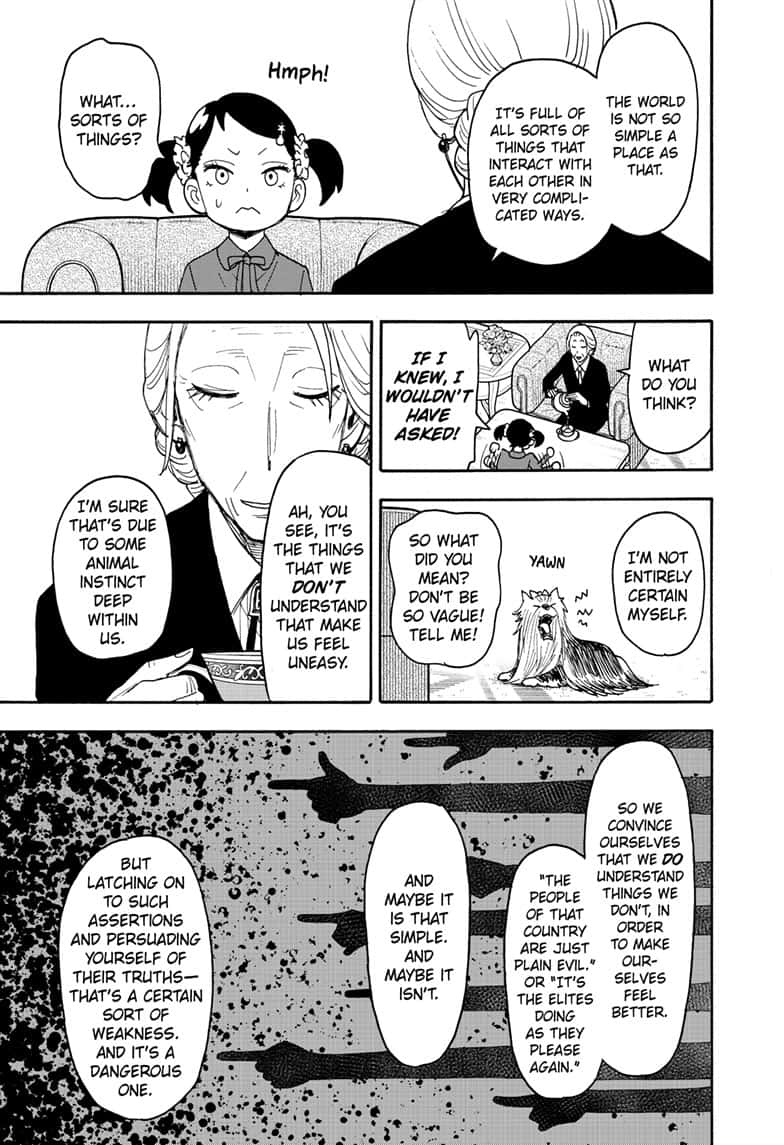 THE WORLD
IS NOT SO
SIMPLE A
PLACE AS
THAT.
IT'S FULL OF
ALL SORTS OF
THINGS THAT
INTERACT WITH
EACH OTHER IN
VERY COMPLI-
CATED WAYS.
Hmph!
WHAT...
SORTS OF
THINGS?
WHAT
DO YOU
THINK?
IF I
KNEW, I
WOULDN'T
HAVE
ASKED!
I'M NOT
ENTIRELY
CERTAIN
MYSELF.
YAWN
SO WHAT
DID YOU
MEAN?
DON'T BE
SO VAGUE!
TELL ME!
AH, YOU
SEE, IT'S
THE THINGS
THAT WE
DON'T
UNDERSTAND
THAT MAKE
US FEEL
UNEASY.
I'M SURE
THAT'S DUE
TO SOME
ANIMAL
INSTINCT
DEEP
WITHIN
US.
SO WE
CONVINCE
OURSELVES
THAT WE DO
UNDERSTAND
THINGS WE
DON'T, IN
ORDER
TO MAKE
OUR-
SELVES
FEEL
BETTER.
"THE
PEOPLE
OF THAT
COUNTRY
ARE JUST
PLAIN EVIL."
OR "IT'S
THE ELITES
DOING
AS THEY
PLEASE
AGAIN."
AND
MAYBE IT
IS THAT
SIMPLE.
AND
MAYBE IT
ISN'T.
BUT
LATCHING ON
TO SUCH
ASSERTIONS
AND PERSUADING
YOURSELF OF
THEIR TRUTHS—
THAT'S A CERTAIN
SORT OF
WEAKNESS.
AND IT'S A
DANGEROUS
ONE.